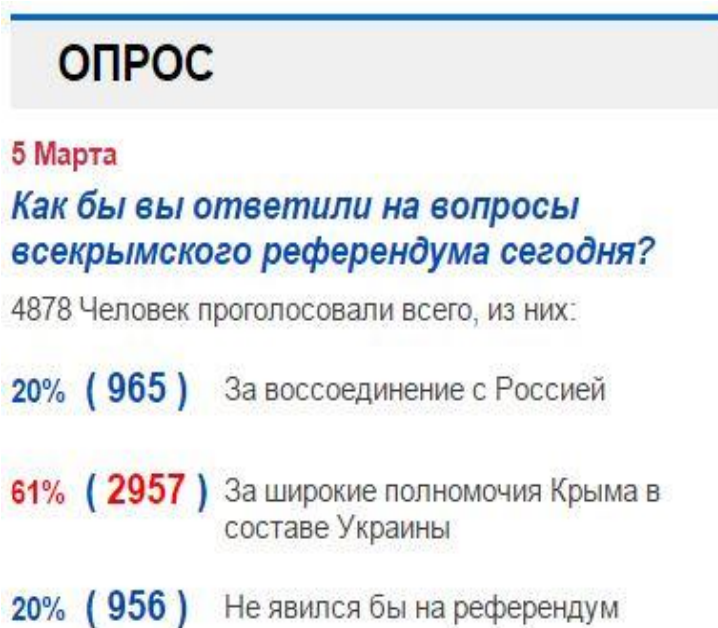 ОПРОС
5 Марта
Как бы вы ответили на вопросы
всекрымского референдума сегодня?
4878 Человек проголосовали всего, из них:
20% ( 965 ) За воссоединение с Россией
61% ( 2957 ) За широкие полномочия Крыма в
составе Украины
20% ( 956 ) Не явился бы на референдум